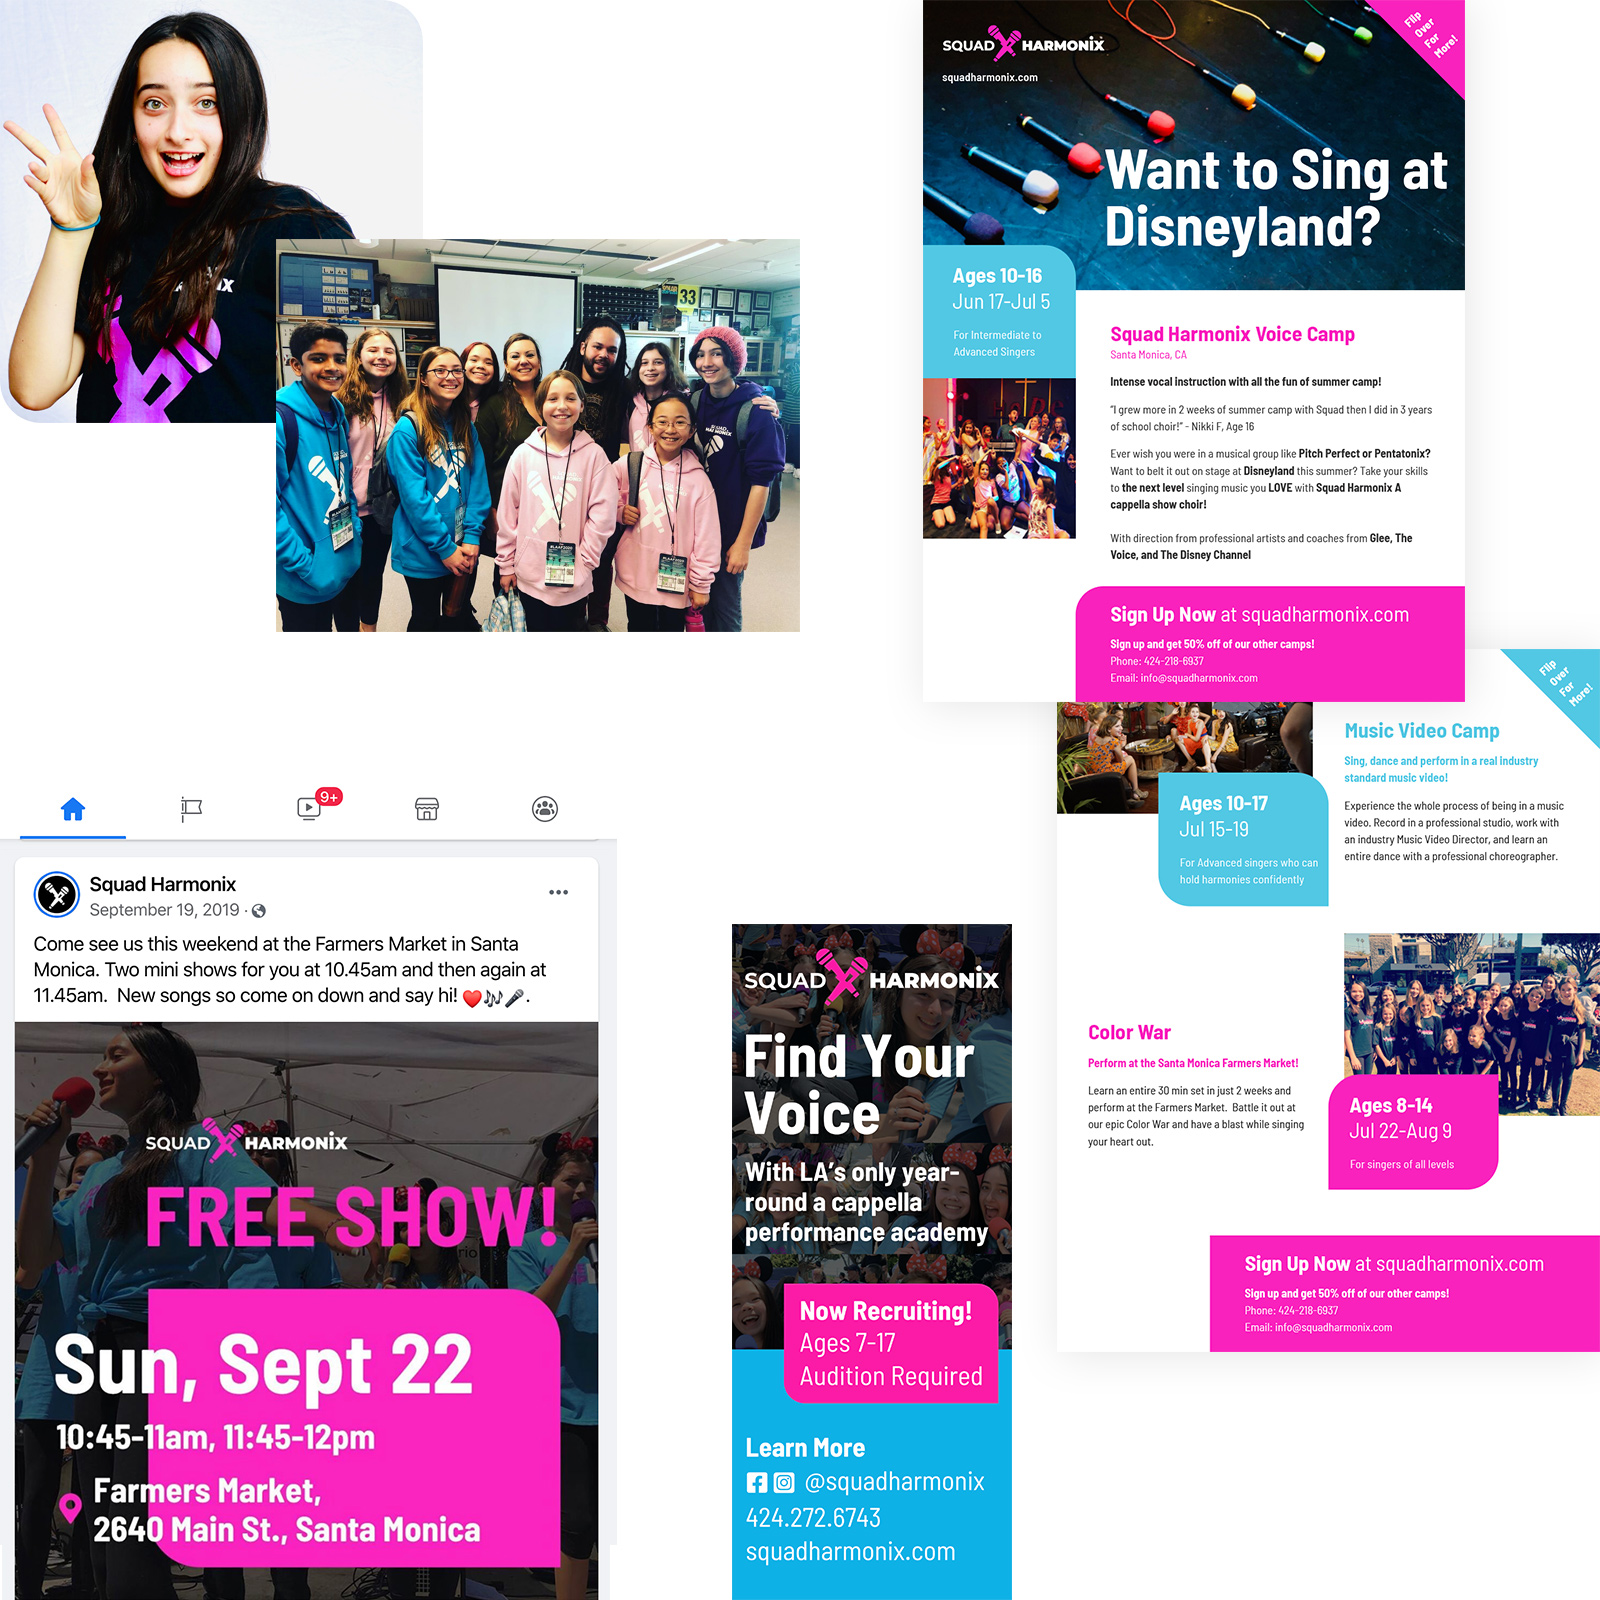 SQUAD HARMONIX
squadharmonix.com
Flip
Over
For
More!
Want to Sing at
Disneyland?
Ages 10-16
Jun 17-Jul 5
For Intermediate to
Advanced Singers
Squad Harmonix Voice Camp
Santa Monica, CA
Intense vocal instruction with all the fun of summer camp!
"I grew more in 2 weeks of summer camp with Squad then I did in 3 years
of school choir!" - Nikki F, Age 16
Ever wish you were in a musical group like Pitch Perfect or Pentatonix?
Want to belt it out on stage at Disneyland this summer? Take your skills
to the next level singing music you LOVE with Squad Harmonix A
cappella show choir!
With direction from professional artists and coaches from Glee, The
Voice, and The Disney Channel
Sign Up Now at squadharmonix.com
Sign up and get 50% off of our other camps!
Phone: 424-218-6937
Email: info@squadharmonix.com
33
Flip
Over
For
More!
Music Video Camp
Sing, dance and perform in a real industry
standard music video!
Experience the whole process of being in a music
video. Record in a professional studio, work with
an industry Music Video Director, and learn an
entire dance with a professional choreographer.
Ages 10-17
Jul 15-19
For Advanced singers who can
hold harmonies confidently
Color War
Perform at the Santa Monica Farmers Market!
Learn an entire 30 min set in just 2 weeks and
perform at the Farmers Market.  Battle it out at
our epic Color War and have a blast while singing
your heart out.
RVCA
Ages 8-14
Jul 22-Aug 9
For singers of all levels
Sign Up Now at squadharmonix.com
Sign up and get 50% off of our other camps!
Phone: 424-218-6937
Email: info@squadharmonix.com
9+
Squad Harmonix
September 19, 2019 ·
Come see us this weekend at the Farmers Market in Santa
Monica. Two mini shows for you at 10.45am and then again at
11.45am.  New songs so come on down and say hi! ❤️🎶🎤.
SQUAD HARMONIX
FREE SHOW!
Sun, Sept 22
10:45-11am, 11:45-12pm
Farmers Market,
2640 Main St., Santa Monica
SQUAD HARMONIX
Find Your
Voice
With LA's only year-
round a cappella
performance academy
Now Recruiting!
Ages 7-17
Audition Required
Learn More
@squadharmonix
424.272.6743
squadharmonix.com